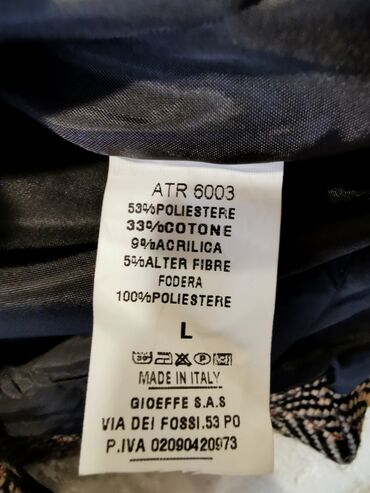 ATR 6003
53%POLIESTERE
33%COTONE
9%ACRILICA
5%ALTER FIBRE
FODERA
100%POLIESTERE
L
MADE IN ITALY
GIOEFFE S.A.S
VIA DEI FOSSI,53 PO
P.IVA 02090420973